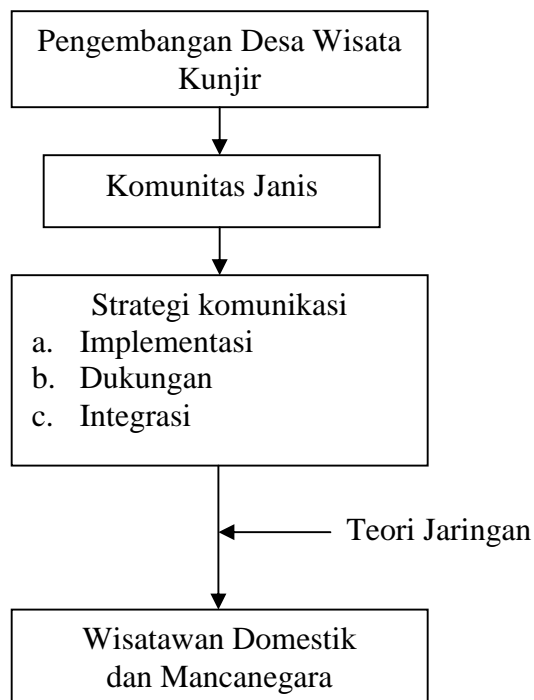 Pengembangan Desa Wisata
Kunjir
Komunitas Janis
Strategi komunikasi
a. Implementasi
b. Dukungan
c. Integrasi
Teori Jaringan
Wisatawan Domestik
dan Mancanegara